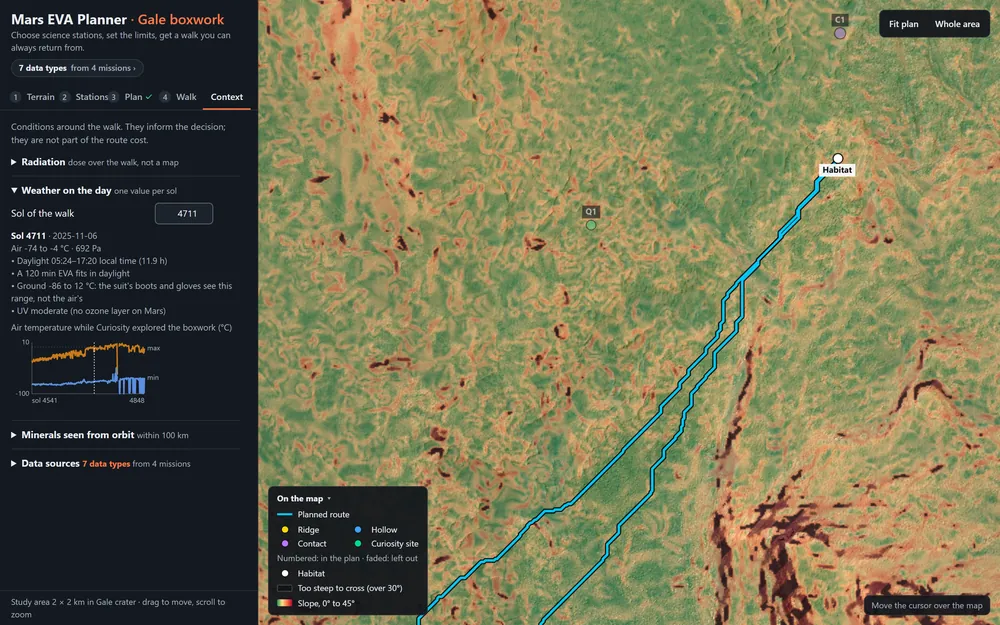 Mars EVA Planner · Gale boxwork
Choose science stations, set the limits, get a walk you can
always return from.
7 data types from 4 missions ›
1 Terrain 2 Stations 3 Plan ✓ 4 Walk Context
Conditions around the walk. They inform the decision;
they are not part of the route cost.
▶ Radiation dose over the walk, not a map
▼ Weather on the day one value per sol
Sol of the walk 4711
Sol 4711 · 2025-11-06
Air -74 to -4 °C · 692 Pa
• Daylight 05:24–17:20 local time (11.9 h)
• A 120 min EVA fits in daylight
• Ground -86 to 12 °C: the suit's boots and gloves see this
range, not the air's
• UV moderate (no ozone layer on Mars)
Air temperature while Curiosity explored the boxwork (°C)
10
max
min
-100
sol 4541 4848
▶ Minerals seen from orbit within 100 km
▶ Data sources 7 data types from 4 missions
Study area 2 × 2 km in Gale crater · drag to move, scroll to
zoom
C1
Fit plan Whole area
Habitat
Q1
On the map ▾
Planned route
Ridge Hollow
Contact Curiosity site
Numbered: in the plan · faded: left out
Habitat
Too steep to cross (over 30°)
Slope, 0° to 45°
Move the cursor over the map